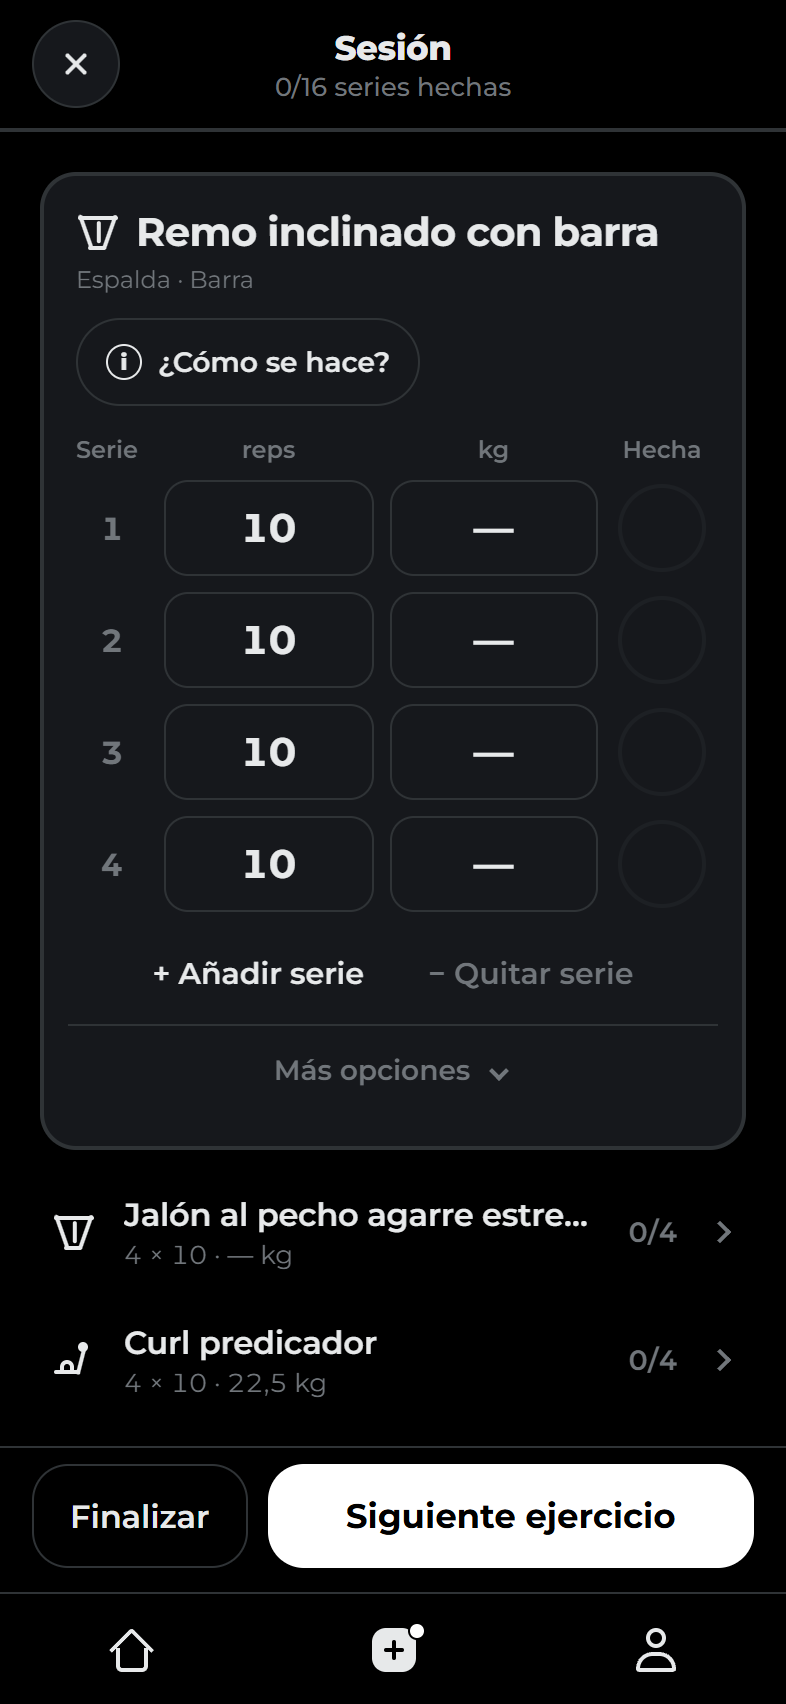 Sesión
0/16 series hechas
Remo inclinado con barra
Espalda · Barra
¿Cómo se hace?
Serie reps kg Hecha
1 10 —
2 10 —
3 10 —
4 10 —
+ Añadir serie − Quitar serie
Más opciones
Jalón al pecho agarre estre... 0/4
4 × 10 · — kg
Curl predicador 0/4
4 × 10 · 22,5 kg
Finalizar Siguiente ejercicio